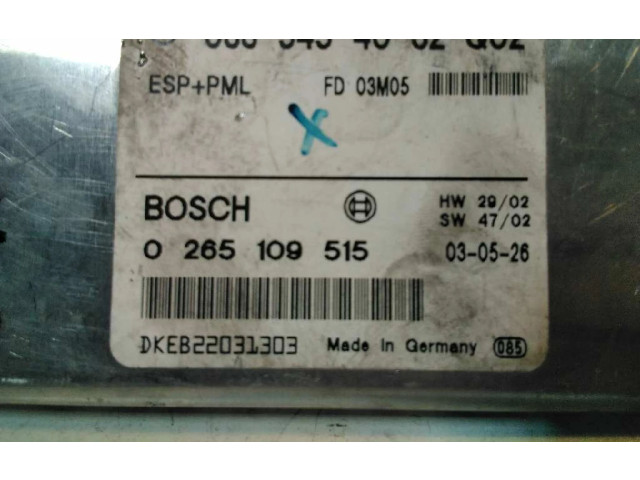 ESP+PML FD 03M05
BOSCH HW 29/02
SW 47/02
0 265 109 515 03-05-26
DKEB22031303 Made in Germany 085